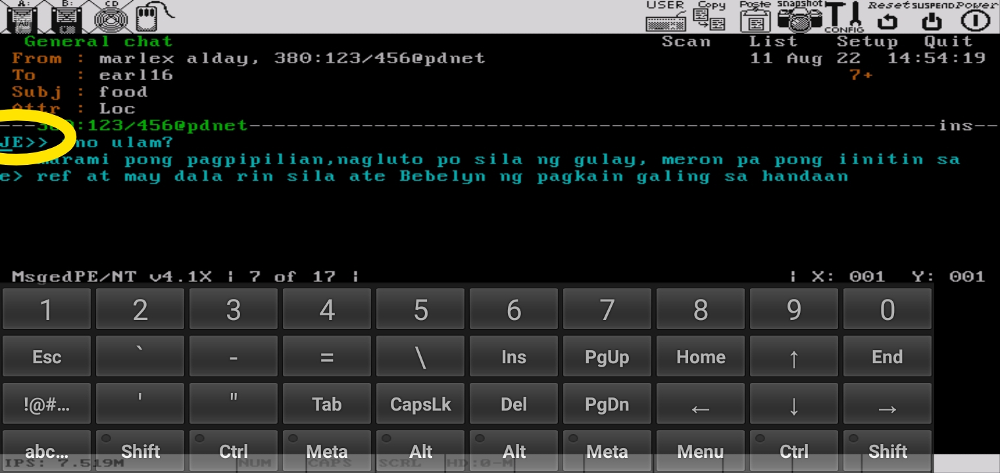 A: B: CD USER Copy Paste snapshot CONFIG Reset SUSPEND Power
General chat Scan List Setup Quit
From : marlex alday, 380:123/456@pdnet 11 Aug 22 14:54:19
To : earl16 7+
Subj : food
Attr : Loc
---380:123/456@pdnet---ins--
JE>> no ulam?
marami pong pagpipilian,nagluto po sila ng gulay, meron pa pong iinitin sa
e> ref at may dala rin sila ate Bebelyn ng pagkain galing sa handaan
MsgedPE/NT v4.1X | 7 of 17 | | X: 001 Y: 001
1 2 3 4 5 6 7 8 9 0
Esc ` - = \ Ins PgUp Home ↑ End
!@#... ' " Tab CapsLk Del PgDn ← ↓ →
abc... Shift Ctrl Meta Alt Alt Meta Menu Ctrl Shift
IPS: 7.519M NUM CAPS SCRL HD:0-M